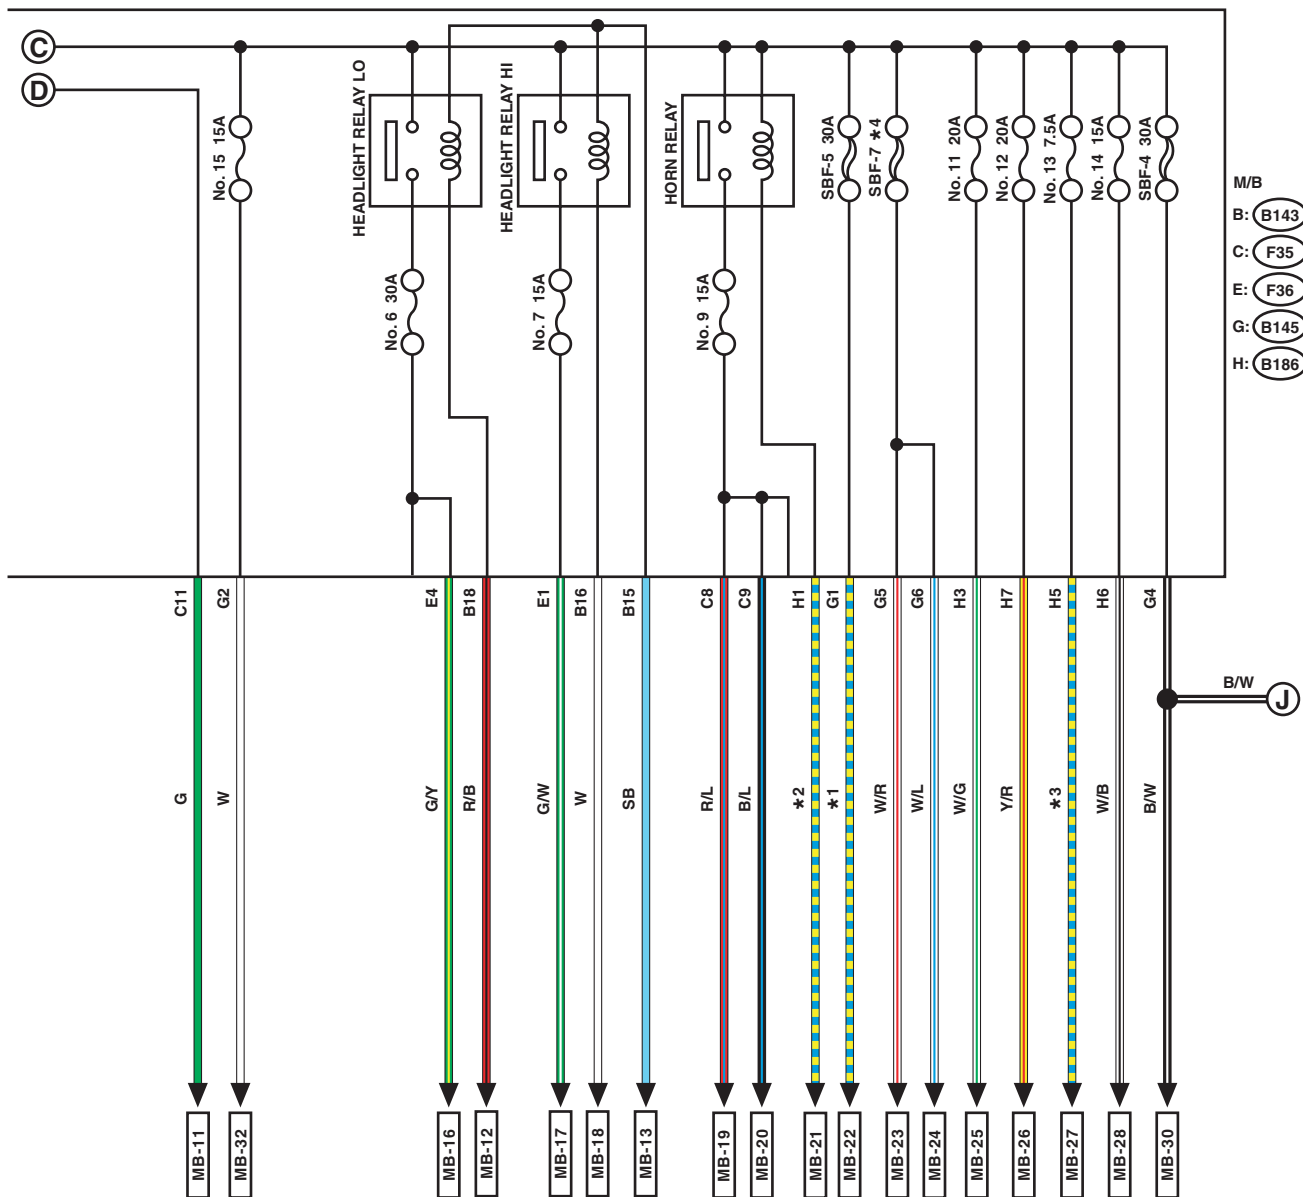 C
D
No. 15 15A
HEADLIGHT RELAY LO
No. 6 30A
HEADLIGHT RELAY HI
No. 7 15A
HORN RELAY
No. 9 15A
SBF-5 30A
SBF-7 *4
No. 11 20A
No. 12 20A
No. 13 7.5A
No. 14 15A
SBF-4 30A
M/B
B: B143
C: F35
E: F36
G: B145
H: B186
C11
G2
E4
B18
E1
B16
B15
C8
C9
H1
G1
G5
G6
H3
H7
H5
H6
G4
B/W
J
G
W
G/Y
R/B
G/W
W
SB
R/L
B/L
*2
*1
W/R
W/L
W/G
Y/R
*3
W/B
B/W
MB-11
MB-32
MB-16
MB-12
MB-17
MB-18
MB-13
MB-19
MB-20
MB-21
MB-22
MB-23
MB-24
MB-25
MB-26
MB-27
MB-28
MB-30